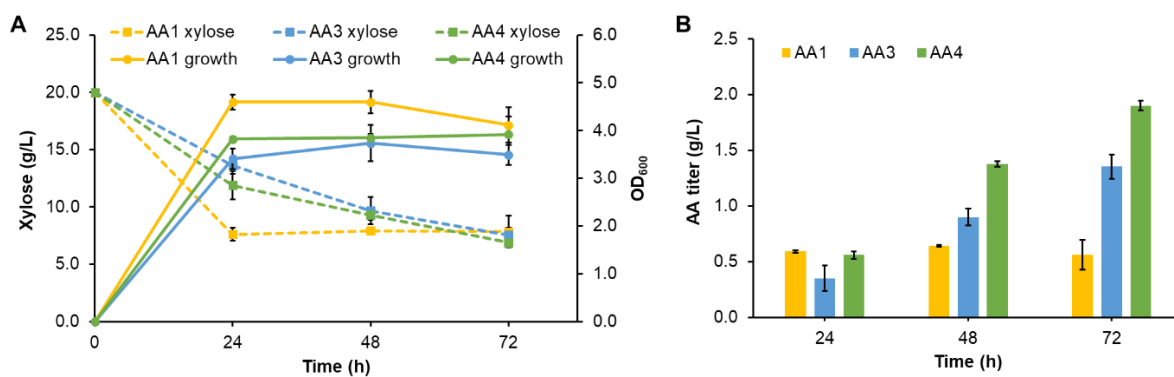 A
AA1 xylose AA3 xylose AA4 xylose
AA1 growth AA3 growth AA4 growth
25.0
20.0
15.0
10.0
5.0
0.0
Xylose (g/L)
6.0
5.0
4.0
3.0
2.0
1.0
0.0
OD600
0 24 48 72
Time (h)
B
AA1 AA3 AA4
2.5
2.0
1.5
1.0
0.5
0.0
AA titer (g/L)
24 48 72
Time (h)